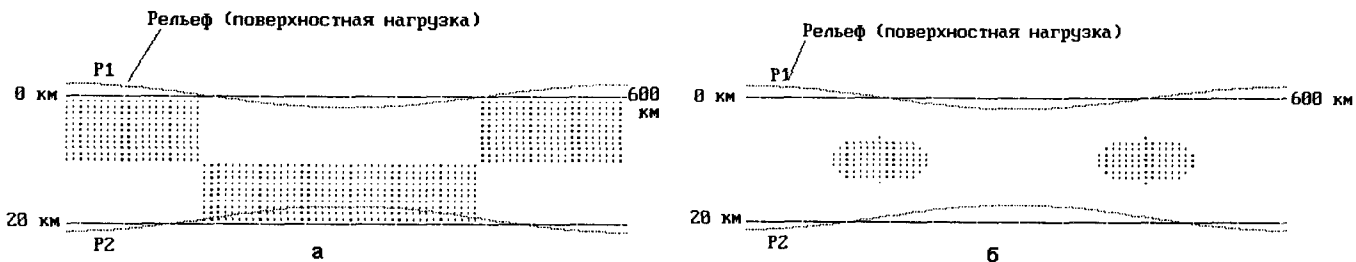 Рельеф (поверхностная нагрузка)
P1
0 км
600 км
20 км
P2
а
Рельеф (поверхностная нагрузка)
P1
0 км
600 км
20 км
P2
б